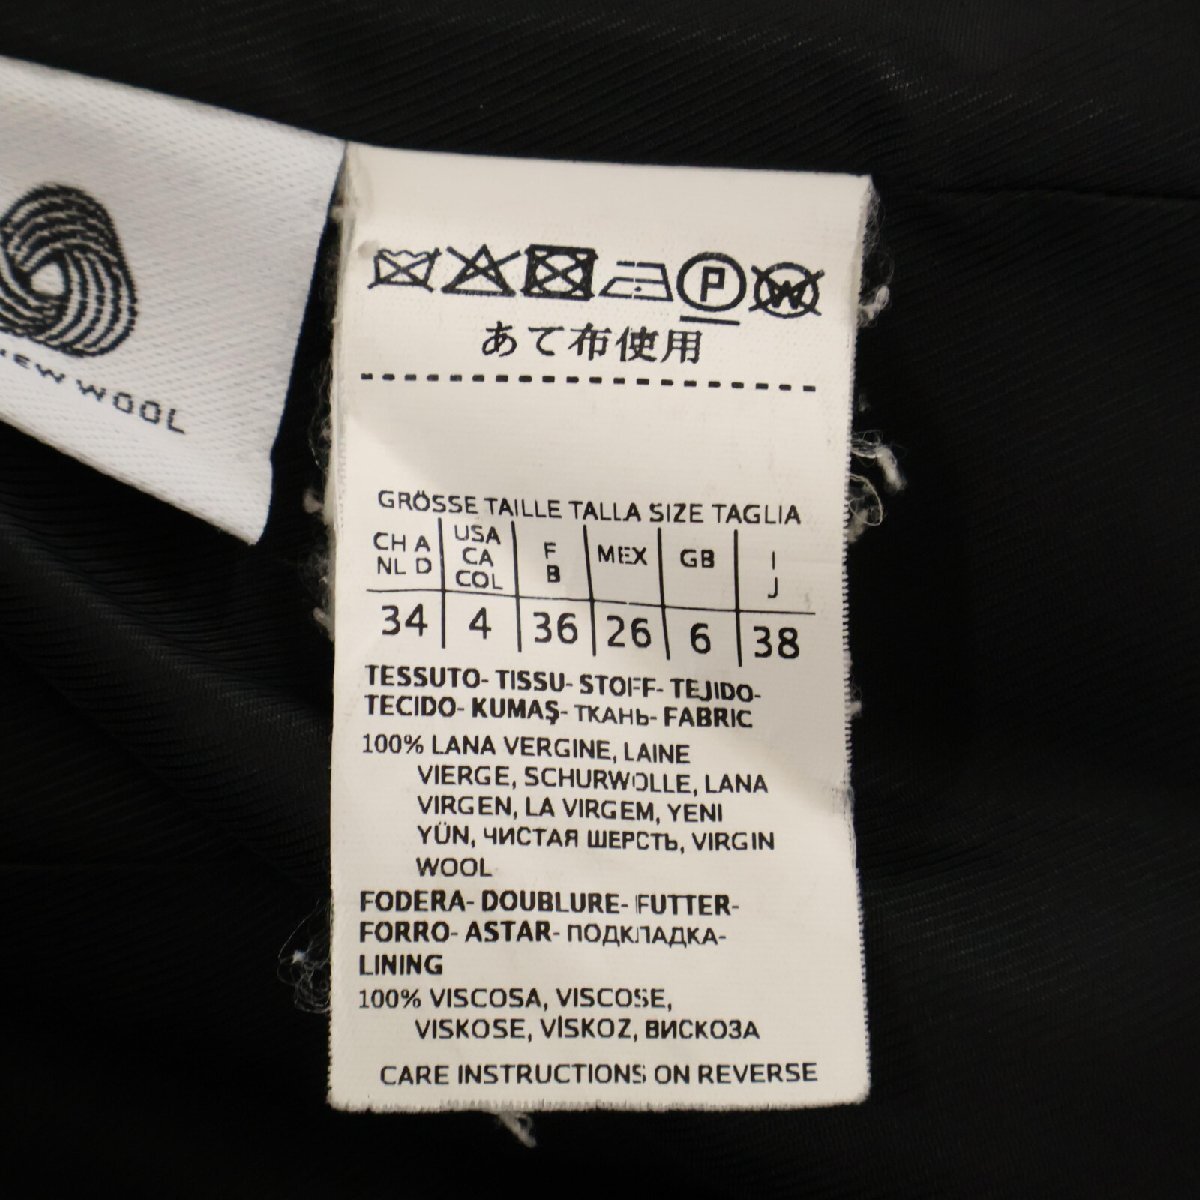 NEW WOOL
P W
あて布使用
GRÖSSE TAILLE TALLA SIZE TAGLIA
CH A NL D
USA CA COL
F B
MEX
GB
I J
34 4 36 26 6 38
TESSUTO- TISSU- STOFF- TEJIDO-
TECIDO- KUMAŞ- ТКАНЬ- FABRIC
100% LANA VERGINE, LAINE
VIERGE, SCHURWOLLE, LANA
VIRGEN, LA VIRGEM, YENI
YÜN, ЧИСТАЯ ШЕРСТЬ, VIRGIN
WOOL
FODERA- DOUBLURE- FUTTER-
FORRO- ASTAR- ПОДКЛАДКА-
LINING
100% VISCOSA, VISCOSE,
VISKOSE, VİSKOZ, ВИСКОЗА
CARE INSTRUCTIONS ON REVERSE